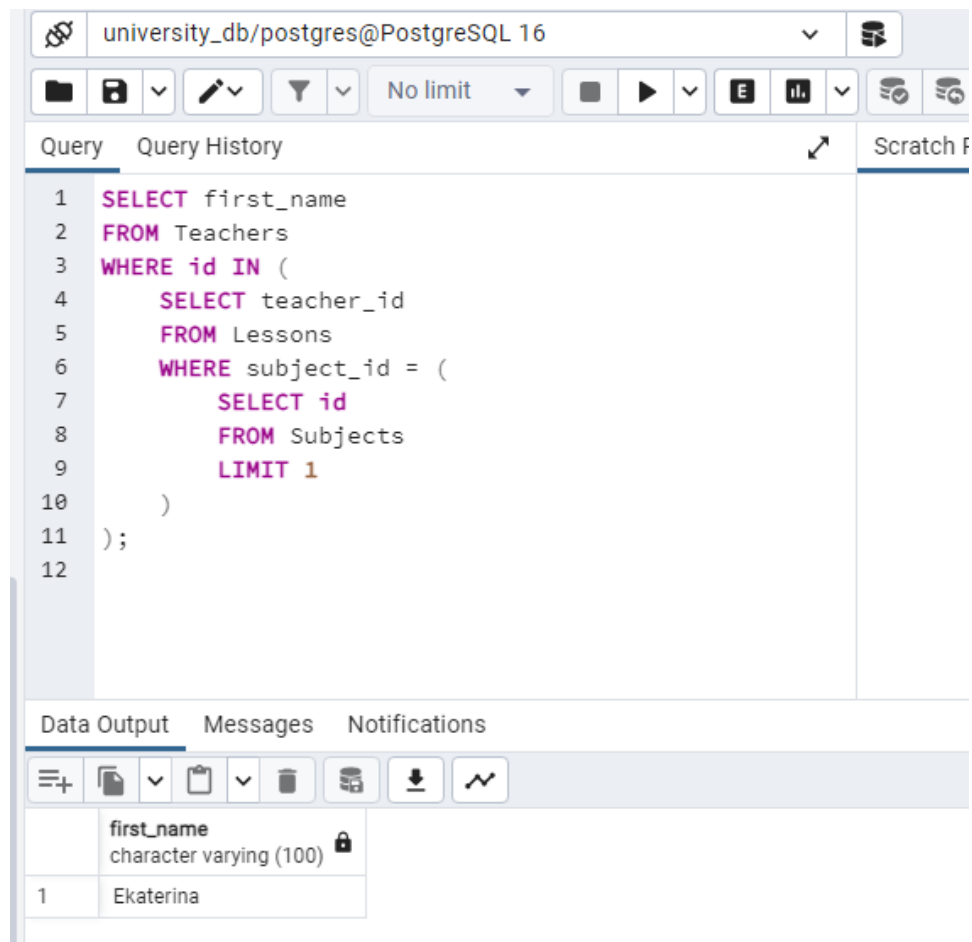 university_db/postgres@PostgreSQL 16
No limit
E
Query Query History
Scratch P
1 SELECT first_name
2 FROM Teachers
3 WHERE id IN (
4 SELECT teacher_id
5 FROM Lessons
6 WHERE subject_id = (
7 SELECT id
8 FROM Subjects
9 LIMIT 1
10 )
11 );
12
Data Output Messages Notifications
first_name
character varying (100)
1 Ekaterina